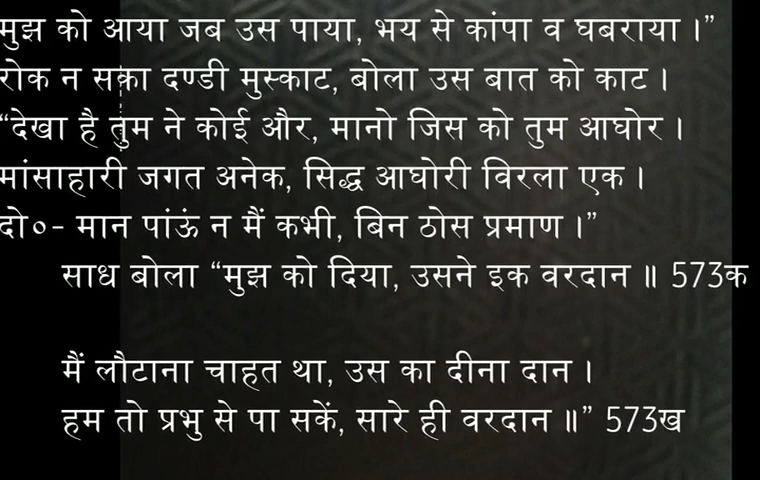 मुझ को आया जब उस पाया, भय से कांपा व घबराया ।”
रोक न सका दण्डी मुस्काट, बोला उस बात को काट ।
“देखा है तुम ने कोई और, मानो जिस को तुम आघोर ।
मांसाहारी जगत अनेक, सिद्ध आघोरी विरला एक ।
दो०- मान पांऊं न मैं कभी, बिन ठोस प्रमाण ।”
साध बोला “मुझ को दिया, उसने इक वरदान ॥ 573क
मैं लौटाना चाहत था, उस का दीना दान ।
हम तो प्रभु से पा सकें, सारे ही वरदान ॥” 573ख